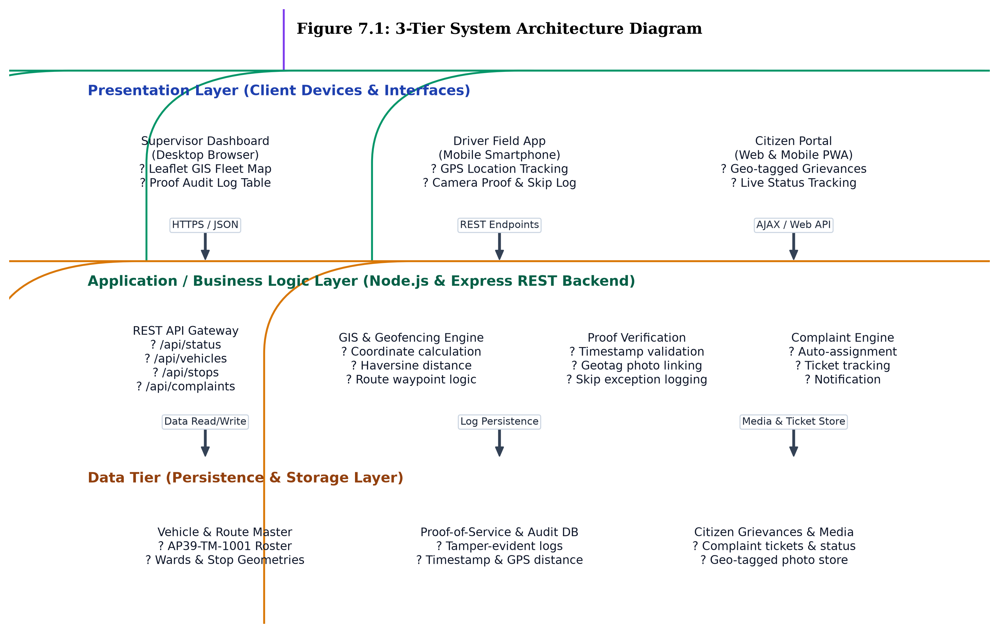 Figure 7.1: 3-Tier System Architecture Diagram
Presentation Layer (Client Devices & Interfaces)
Supervisor Dashboard
(Desktop Browser)
? Leaflet GIS Fleet Map
? Proof Audit Log Table
Driver Field App
(Mobile Smartphone)
? GPS Location Tracking
? Camera Proof & Skip Log
Citizen Portal
(Web & Mobile PWA)
? Geo-tagged Grievances
? Live Status Tracking
HTTPS / JSON
REST Endpoints
AJAX / Web API
Application / Business Logic Layer (Node.js & Express REST Backend)
REST API Gateway
? /api/status
? /api/vehicles
? /api/stops
? /api/complaints
GIS & Geofencing Engine
? Coordinate calculation
? Haversine distance
? Route waypoint logic
Proof Verification
? Timestamp validation
? Geotag photo linking
? Skip exception logging
Complaint Engine
? Auto-assignment
? Ticket tracking
? Notification
Data Read/Write
Log Persistence
Media & Ticket Store
Data Tier (Persistence & Storage Layer)
Vehicle & Route Master
? AP39-TM-1001 Roster
? Wards & Stop Geometries
Proof-of-Service & Audit DB
? Tamper-evident logs
? Timestamp & GPS distance
Citizen Grievances & Media
? Complaint tickets & status
? Geo-tagged photo store